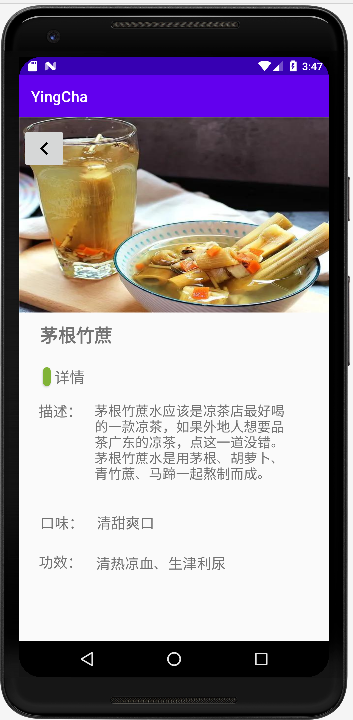 3:47
YingCha
茅根竹蔗
详情
描述：
茅根竹蔗水应该是凉茶店最好喝
的一款凉茶，如果外地人想要品
茶广东的凉茶，点这一道没错。
茅根竹蔗水是用茅根、胡萝卜、
青竹蔗、马蹄一起熬制而成。
口味： 清甜爽口
功效： 清热凉血、生津利尿